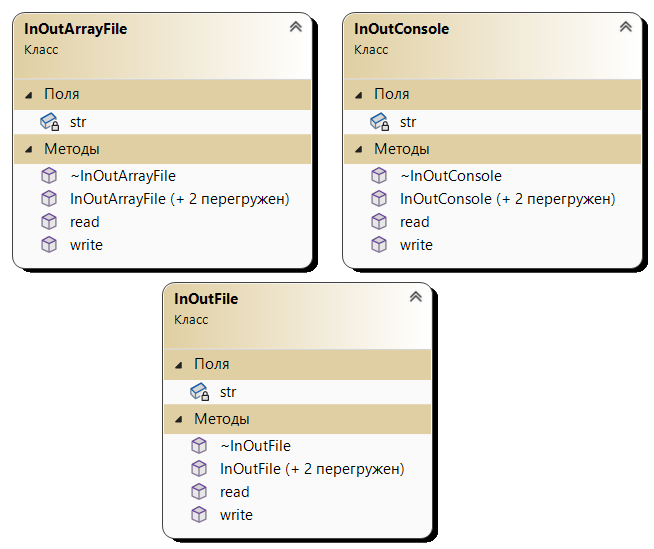 InOutArrayFile
Класс
Поля
str
Методы
~InOutArrayFile
InOutArrayFile (+ 2 перегружен)
read
write
InOutConsole
Класс
Поля
str
Методы
~InOutConsole
InOutConsole (+ 2 перегружен)
read
write
InOutFile
Класс
Поля
str
Методы
~InOutFile
InOutFile (+ 2 перегружен)
read
write